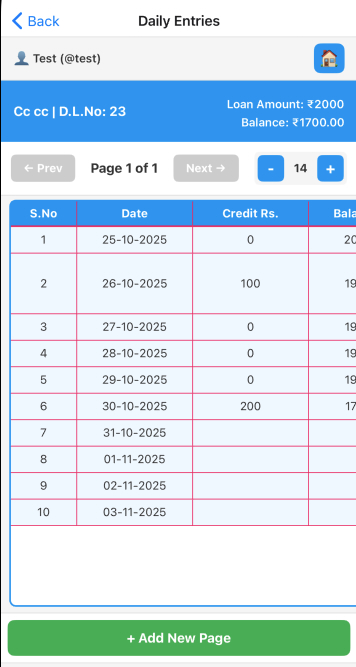 Back Daily Entries
Test (@test)
Cc cc | D.L.No: 23
Loan Amount: ₹2000
Balance: ₹1700.00
← Prev Page 1 of 1 Next → - 14 +
S.No Date Credit Rs. Bala
1 25-10-2025 0 20
2 26-10-2025 100 19
3 27-10-2025 0 19
4 28-10-2025 0 19
5 29-10-2025 0 19
6 30-10-2025 200 17
7 31-10-2025
8 01-11-2025
9 02-11-2025
10 03-11-2025
+ Add New Page